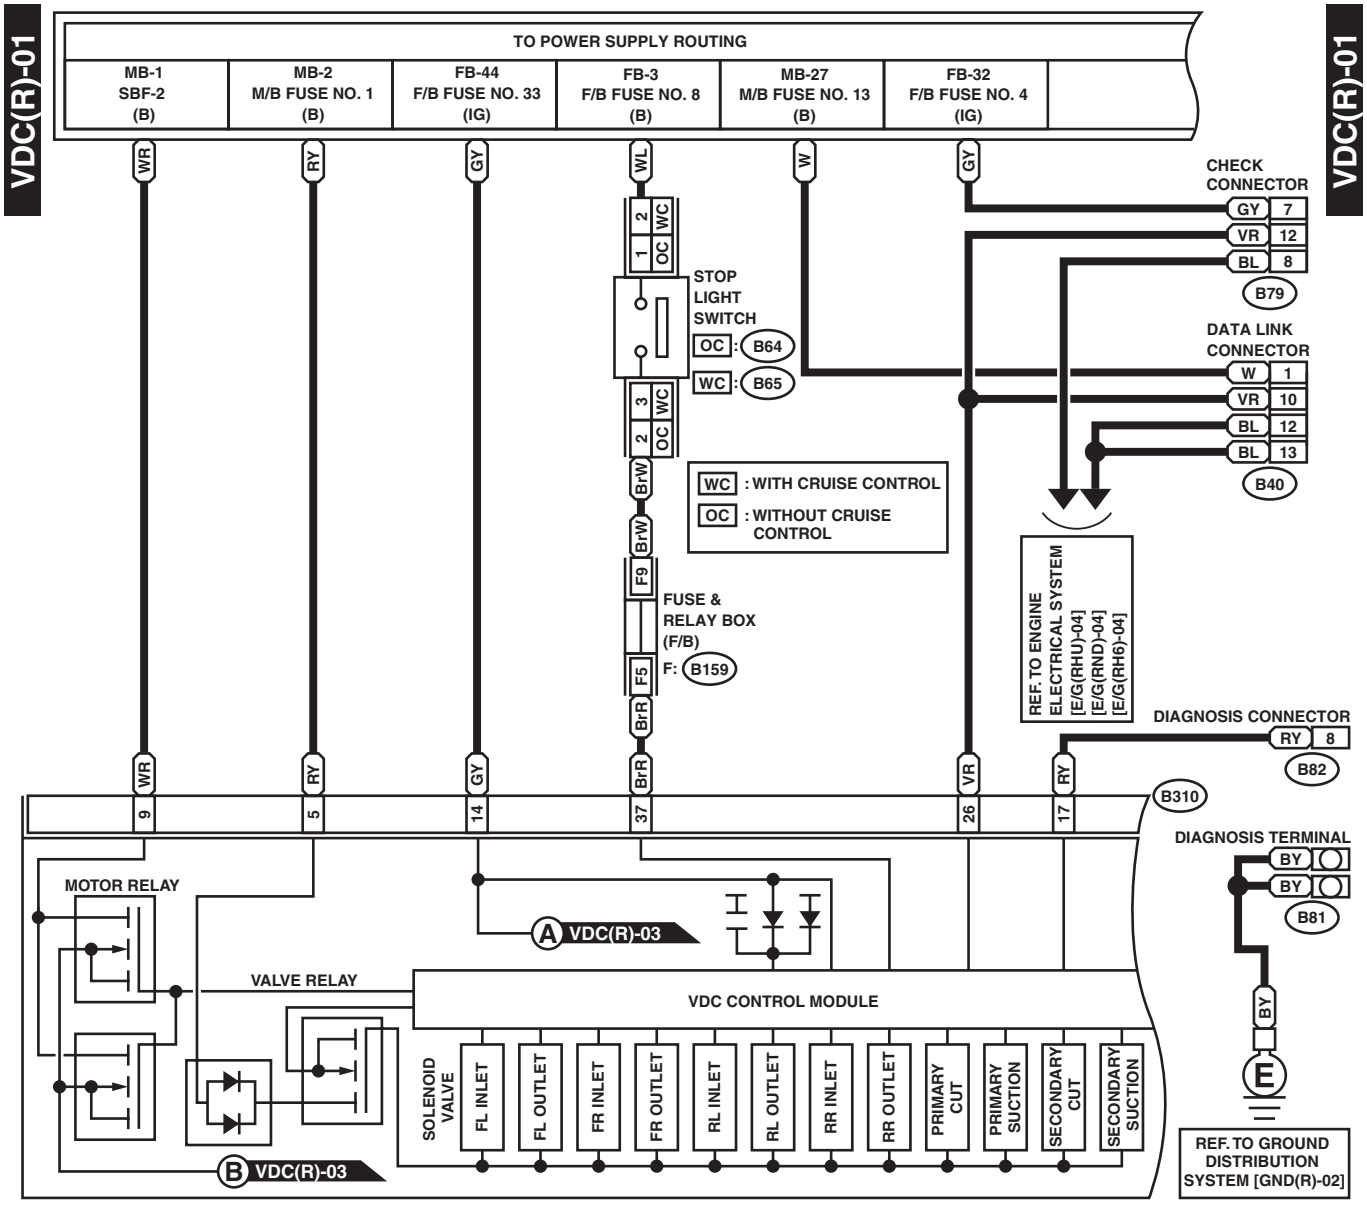 VDC(R)-01
VDC(R)-01
TO POWER SUPPLY ROUTING
MB-1
SBF-2
(B)
MB-2
M/B FUSE NO. 1
(B)
FB-44
F/B FUSE NO. 33
(IG)
FB-3
F/B FUSE NO. 8
(B)
MB-27
M/B FUSE NO. 13
(B)
FB-32
F/B FUSE NO. 4
(IG)
WR
RY
GY
WL
W
GY
CHECK
CONNECTOR
GY 7
VR 12
BL 8
B79
2 WC
1 OC
STOP
LIGHT
SWITCH
OC : B64
WC : B65
3 WC
2 OC
DATA LINK
CONNECTOR
W 1
VR 10
BL 12
BL 13
B40
WC : WITH CRUISE CONTROL
OC : WITHOUT CRUISE
CONTROL
BrW
BrW
F9
FUSE &
RELAY BOX
(F/B)
F: B159
F5
BrR
REF. TO ENGINE
ELECTRICAL SYSTEM
[E/G(RHU)-04]
[E/G(RND)-04]
[E/G(RH6)-04]
DIAGNOSIS CONNECTOR
RY 8
B82
WR
RY
GY
BrR
VR
RY
B310
9
5
14
37
26
17
DIAGNOSIS TERMINAL
BY
BY
B81
BY
E
REF. TO GROUND
DISTRIBUTION
SYSTEM [GND(R)-02]
MOTOR RELAY
A VDC(R)-03
VALVE RELAY
VDC CONTROL MODULE
SOLENOID
VALVE
FL INLET
FL OUTLET
FR INLET
FR OUTLET
RL INLET
RL OUTLET
RR INLET
RR OUTLET
PRIMARY
CUT
PRIMARY
SUCTION
SECONDARY
CUT
SECONDARY
SUCTION
B VDC(R)-03